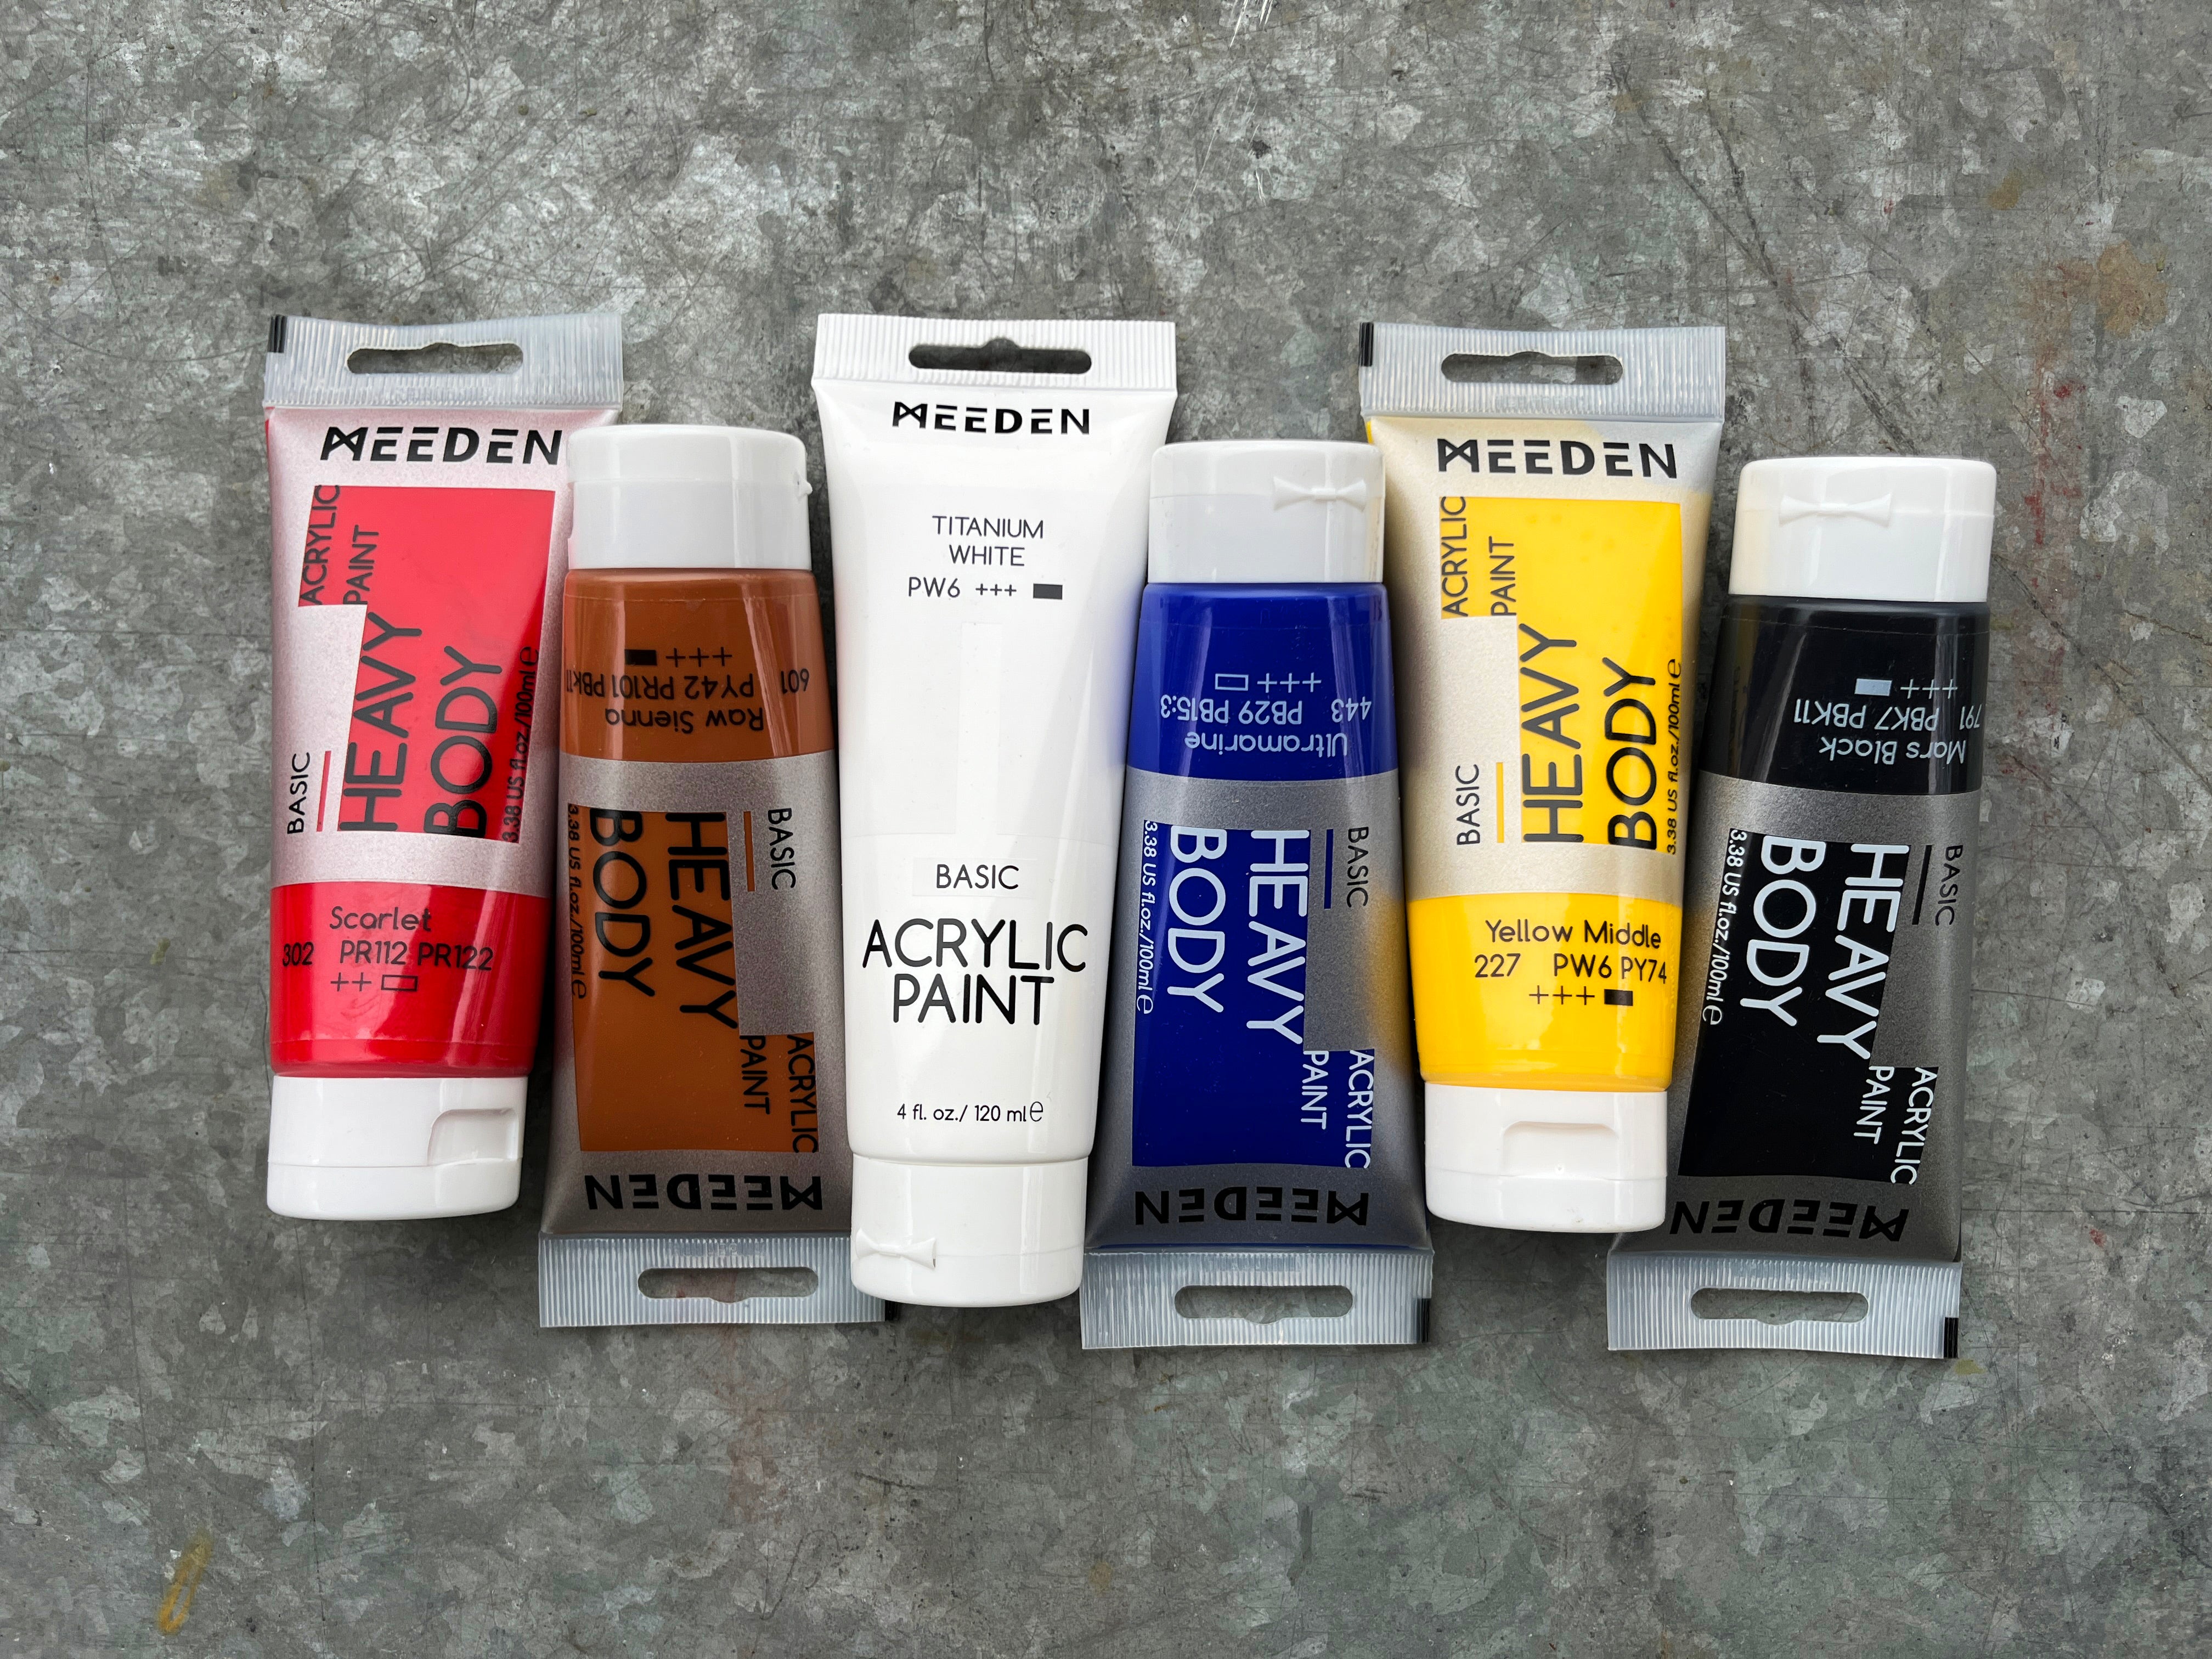 MEEDEN
ACRYLIC
PAINT
BASIC
HEAVY
BODY
3.38 US fl.oz./100ml e
Scarlet
302 PR112 PR122
++
MEEDEN
ACRYLIC
PAINT
BASIC
HEAVY
BODY
3.38 US fl.oz./100ml e
Raw Sienna
601 PY42 PR101 PBk11
+++
MEEDEN
TITANIUM
WHITE
PW6 +++
BASIC
ACRYLIC
PAINT
4 fl. oz./ 120 ml e
MEEDEN
ACRYLIC
PAINT
BASIC
HEAVY
BODY
3.38 US fl.oz./100ml e
Ultramarine
443 PB29 PB15:3
+++
MEEDEN
ACRYLIC
PAINT
BASIC
HEAVY
BODY
3.38 US fl.oz./100ml e
Yellow Middle
227 PW6 PY74
+++
MEEDEN
ACRYLIC
PAINT
BASIC
HEAVY
BODY
3.38 US fl.oz./100ml e
Mars Black
791 PBK7 PBK11
+++